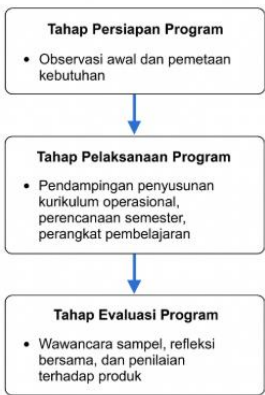 Tahap Persiapan Program
• Observasi awal dan pemetaan
kebutuhan
Tahap Pelaksanaan Program
• Pendampingan penyusunan
kurikulum operasional,
perencanaan semester,
perangkat pembelajaran
Tahap Evaluasi Program
• Wawancara sampel, refleksi
bersama, dan penilaian
terhadap produk